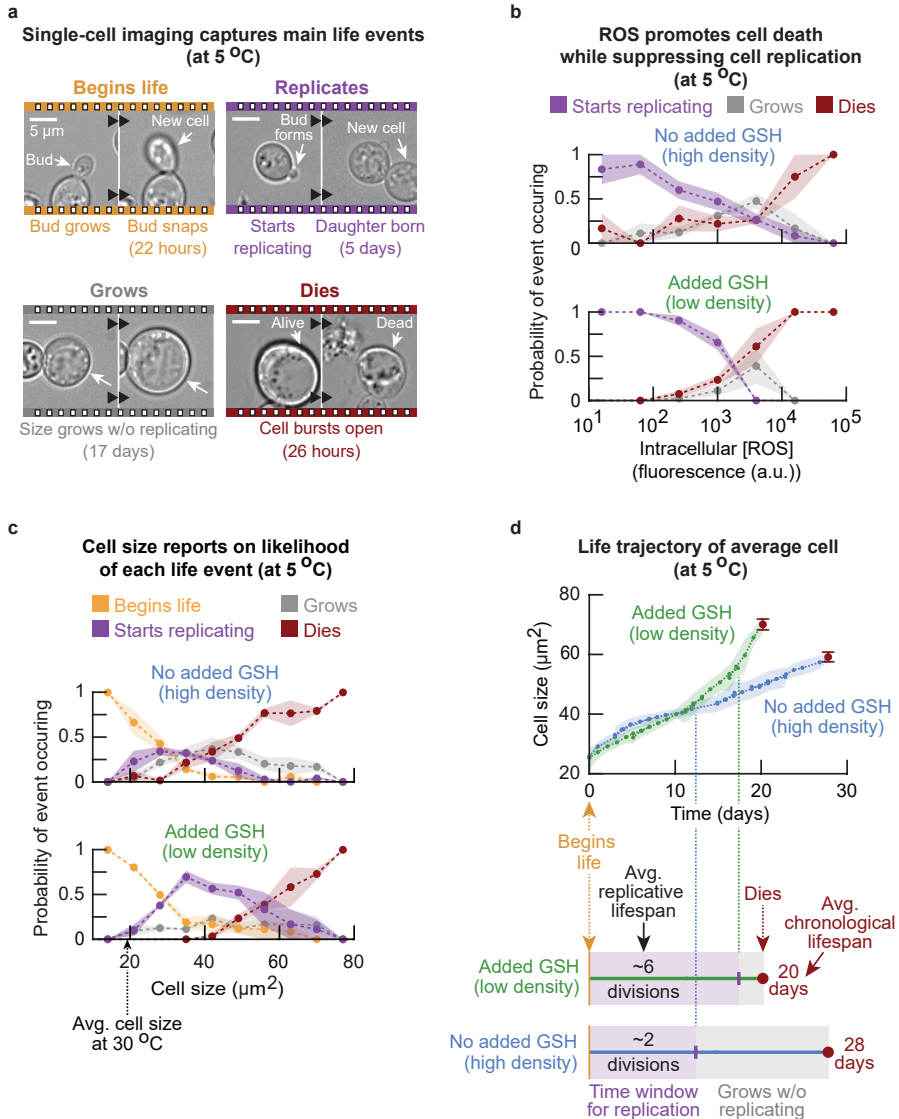 a
Single-cell imaging captures main life events
(at 5 °C)
Begins life
5 µm
New cell
Bud
Bud grows
Bud snaps
(22 hours)
Replicates
Bud
forms
New cell
Starts
replicating
Daughter born
(5 days)
Grows
Size grows w/o replicating
(17 days)
Dies
Alive
Dead
Cell bursts open
(26 hours)
b
ROS promotes cell death
while suppressing cell replication
(at 5 °C)
Starts replicating
Grows
Dies
No added GSH
(high density)
1
0.5
0
Added GSH
(low density)
1
0.5
0
Probability of event occuring
10¹
10²
10³
10⁴
10⁵
Intracellular [ROS]
(fluorescence (a.u.))
c
Cell size reports on likelihood
of each life event (at 5 °C)
Begins life
Grows
Starts replicating
Dies
No added GSH
(high density)
1
0.5
0
Added GSH
(low density)
1
0.5
0
Probability of event occuring
20
40
60
80
Cell size (µm²)
Avg. cell size
at 30 °C
d
Life trajectory of average cell
(at 5 °C)
80
60
40
20
Cell size (µm²)
Added GSH
(low density)
No added GSH
(high density)
0
10
20
30
Time (days)
Begins
life
Avg.
replicative
lifespan
Dies
Avg.
chronological
lifespan
Added GSH
(low density)
~6
divisions
20
days
No added GSH
(high density)
~2
divisions
28
days
Time window
for replication
Grows w/o
replicating